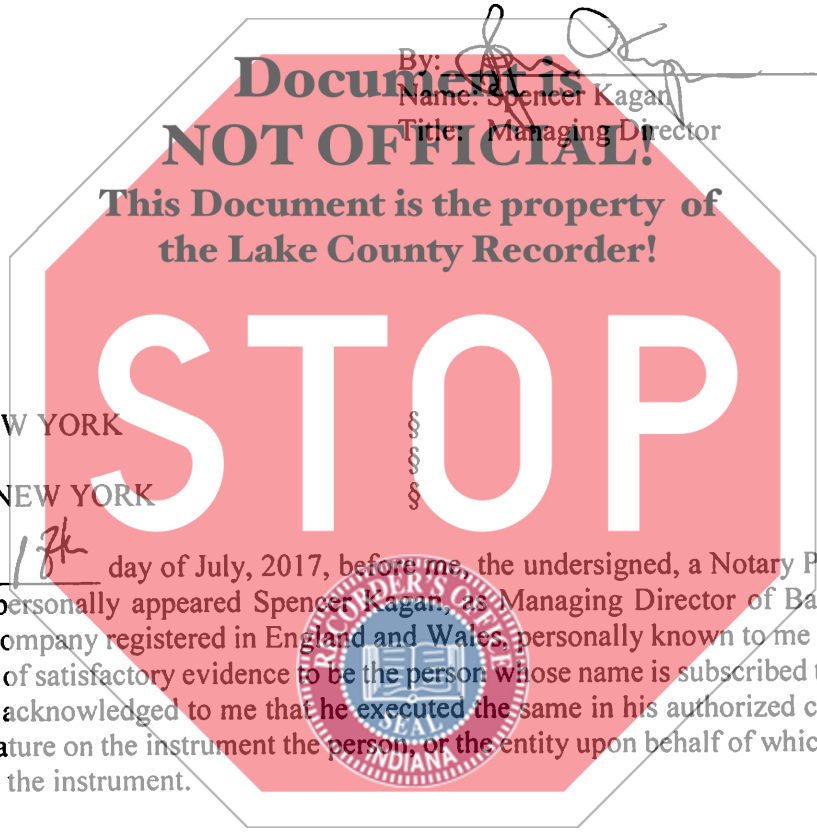 By:
Document is
Name: Spencer Kagan
NOT OFFICIAL!
Title: Managing Director
This Document is the property of
the Lake County Recorder!
STOP
W YORK §
§
NEW YORK §
day of July, 2017, before me, the undersigned, a Notary P
personally appeared Spencer Kagan, as Managing Director of Ba
ompany registered in England and Wales, personally known to me
of satisfactory evidence to be the person whose name is subscribed t
acknowledged to me that he executed the same in his authorized c
ature on the instrument the person, or the entity upon behalf of whic
the instrument.
RECORDER'S OFFICE
SEAL
INDIANA